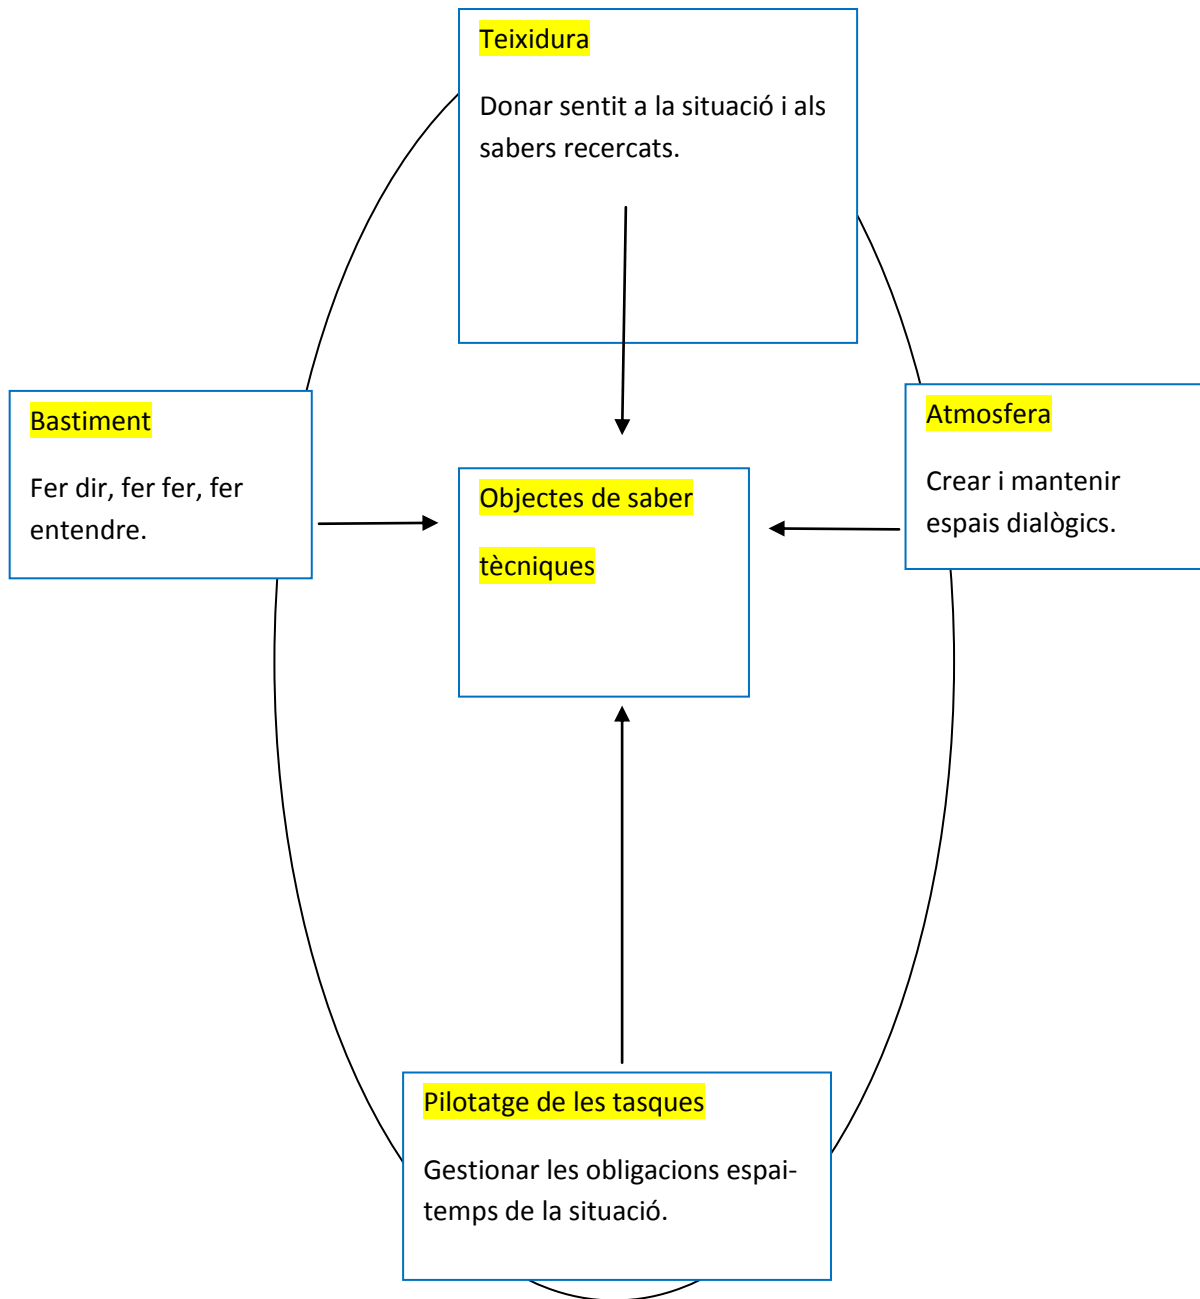 Teixidura
Donar sentit a la situació i als
sabers recercats.
Bastiment
Fer dir, fer fer, fer
entendre.
Atmosfera
Crear i mantenir
espais dialògics.
Objectes de saber
tècniques
Pilotatge de les tasques
Gestionar les obligacions espai-
temps de la situació.